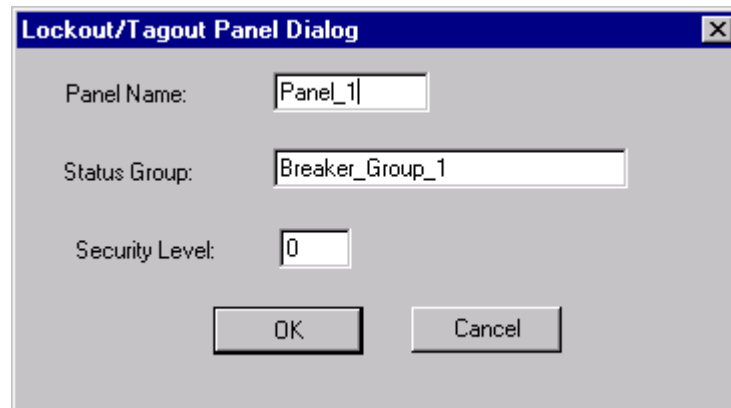 Lockout/Tagout Panel Dialog
Panel Name: Panel_1
Status Group: Breaker_Group_1
Security Level: 0
OK Cancel